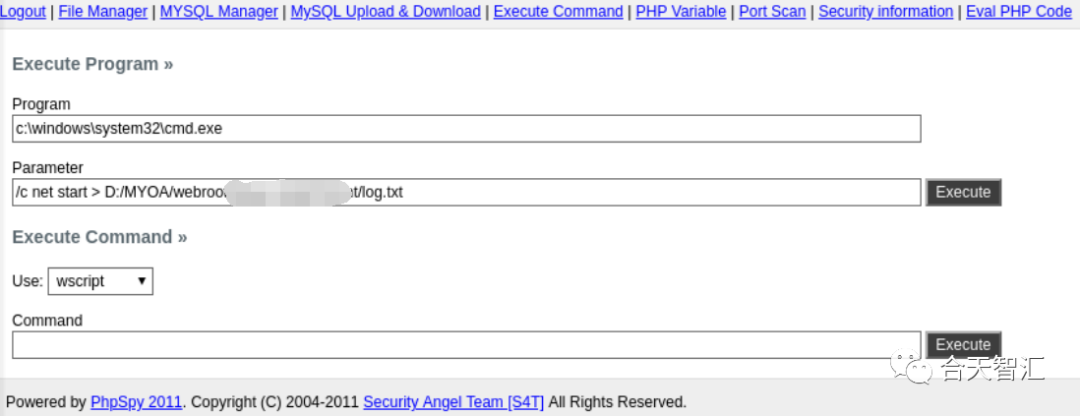 Logout | File Manager | MYSQL Manager | MySQL Upload & Download | Execute Command | PHP Variable | Port Scan | Security information | Eval PHP Code
Execute Program »
Program
c:\windows\system32\cmd.exe
Parameter
/c net start > D:/MYOA/webroo t/log.txt Execute
Execute Command »
Use: wscript
Command
Execute
合天智汇
Powered by PhpSpy 2011. Copyright (C) 2004-2011 Security Angel Team [S4T] All Rights Reserved.